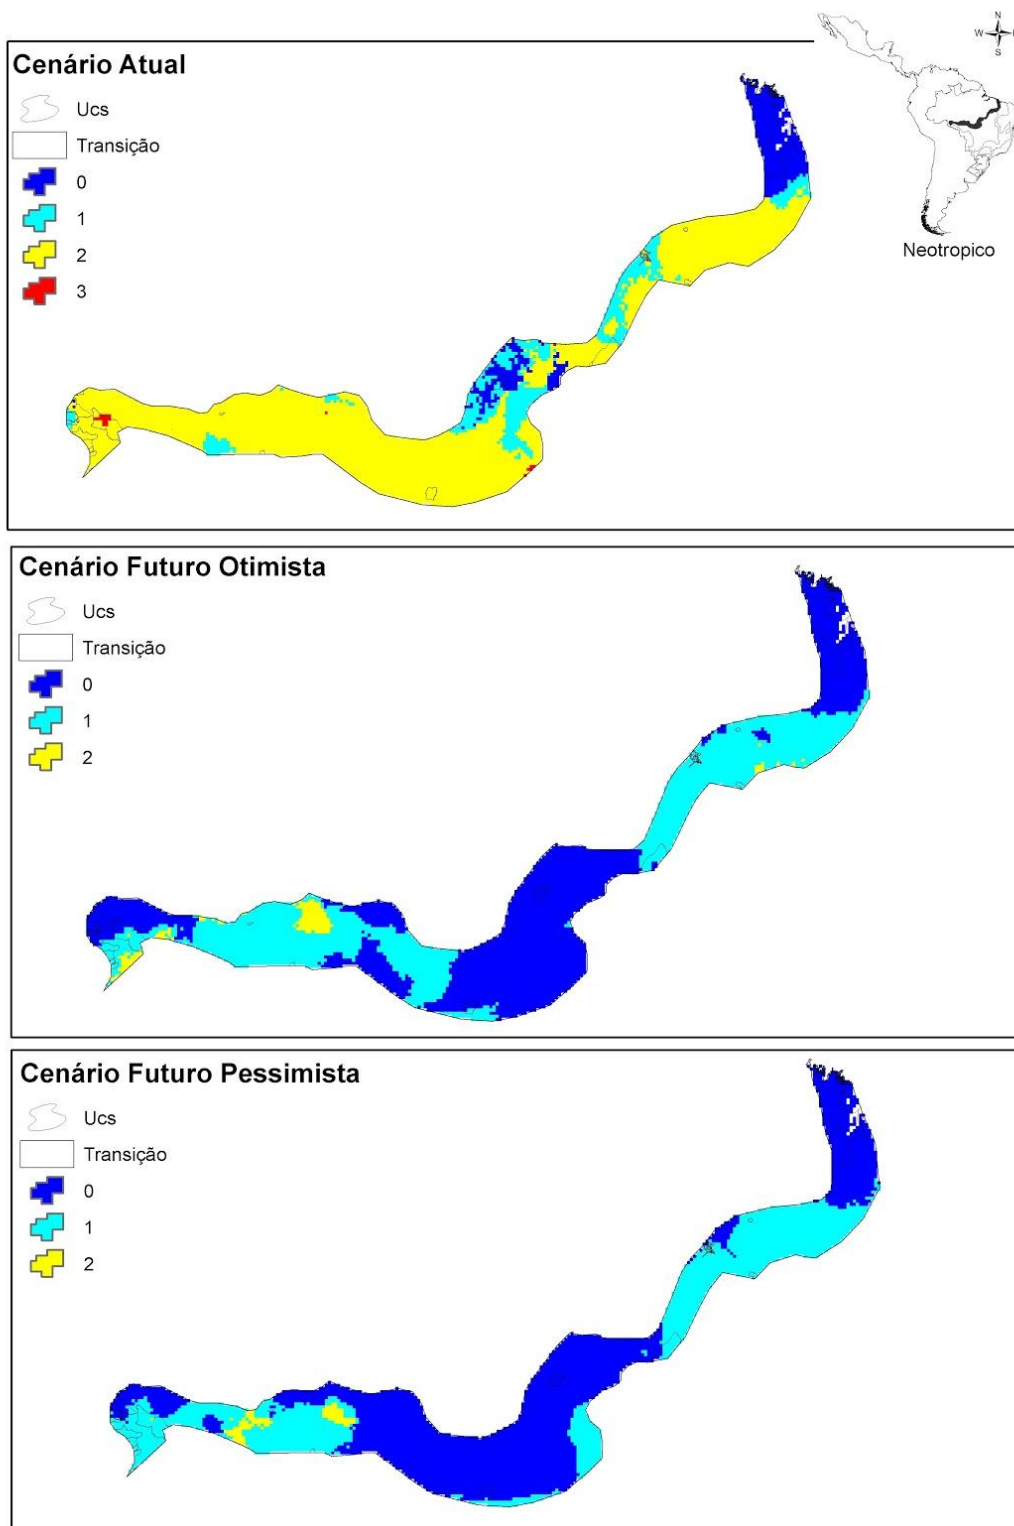 Cenário Atual
Ucs
Transição
0
1
2
3
N
W
S
Neotropico
Cenário Futuro Otimista
Ucs
Transição
0
1
2
Cenário Futuro Pessimista
Ucs
Transição
0
1
2